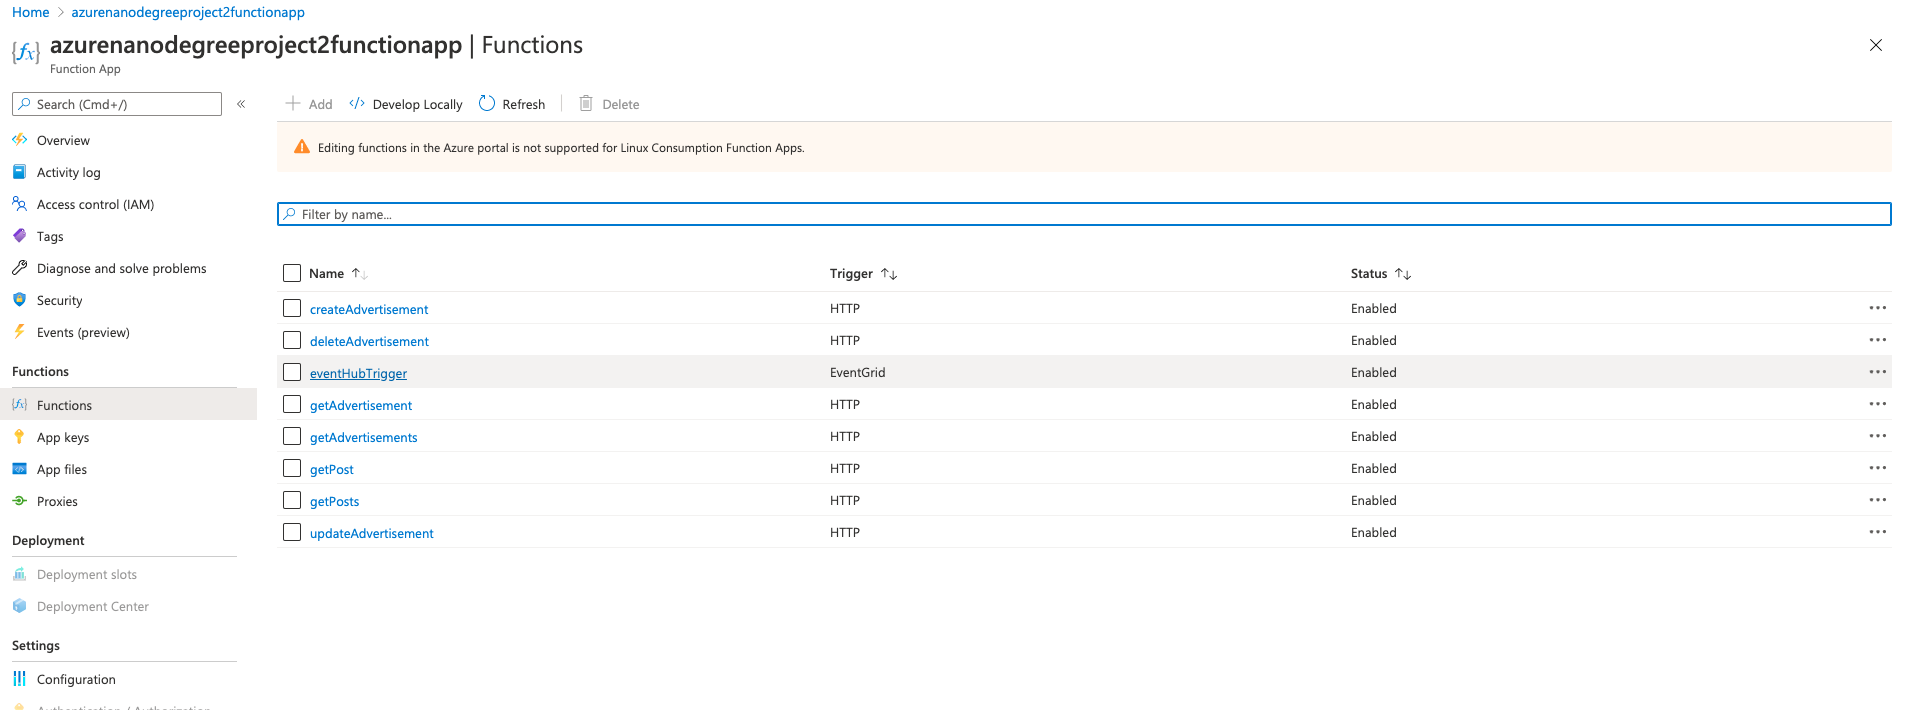 Home > azurenanodegreeproject2functionapp
azurenanodegreeproject2functionapp | Functions
Function App
Search (Cmd+/) «
Add Develop Locally Refresh Delete
Editing functions in the Azure portal is not supported for Linux Consumption Function Apps.
Filter by name...
Overview
Activity log
Access control (IAM)
Tags
Diagnose and solve problems
Security
Events (preview)
Functions
Functions
App keys
App files
Proxies
Deployment
Deployment slots
Deployment Center
Settings
Configuration
Authentication / Authorization
Name Trigger Status
createAdvertisement HTTP Enabled
deleteAdvertisement HTTP Enabled
eventHubTrigger EventGrid Enabled
getAdvertisement HTTP Enabled
getAdvertisements HTTP Enabled
getPost HTTP Enabled
getPosts HTTP Enabled
updateAdvertisement HTTP Enabled